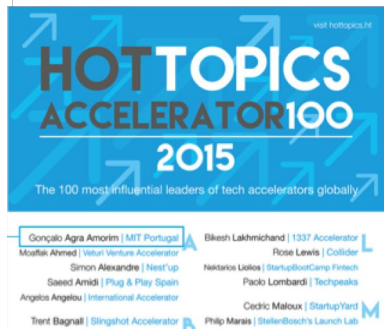 visit hottopics.ht
HOTTOPICS
ACCELERATOR100
2015
The 100 most influential leaders of tech accelerators globally
Gonçalo Agra Amorim | MIT Portugal
A
Moaffak Ahmed | Veturi Venture Accelerator
Simon Alexandre | Nest'up
Saeed Amidi | Plug & Play Spain
Angelos Angelou | International Accelerator
Trent Bagnall | Slingshot Accelerator
B
Bikesh Lakhmichand | 1337 Accelerator
L
Rose Lewis | Collider
Nektarios Liolios | StartupBootCamp Fintech
Paolo Lombardi | Techpeaks
Cedric Maloux | StartupYard
M
Philip Marais | StellenBosch's Launch Lab